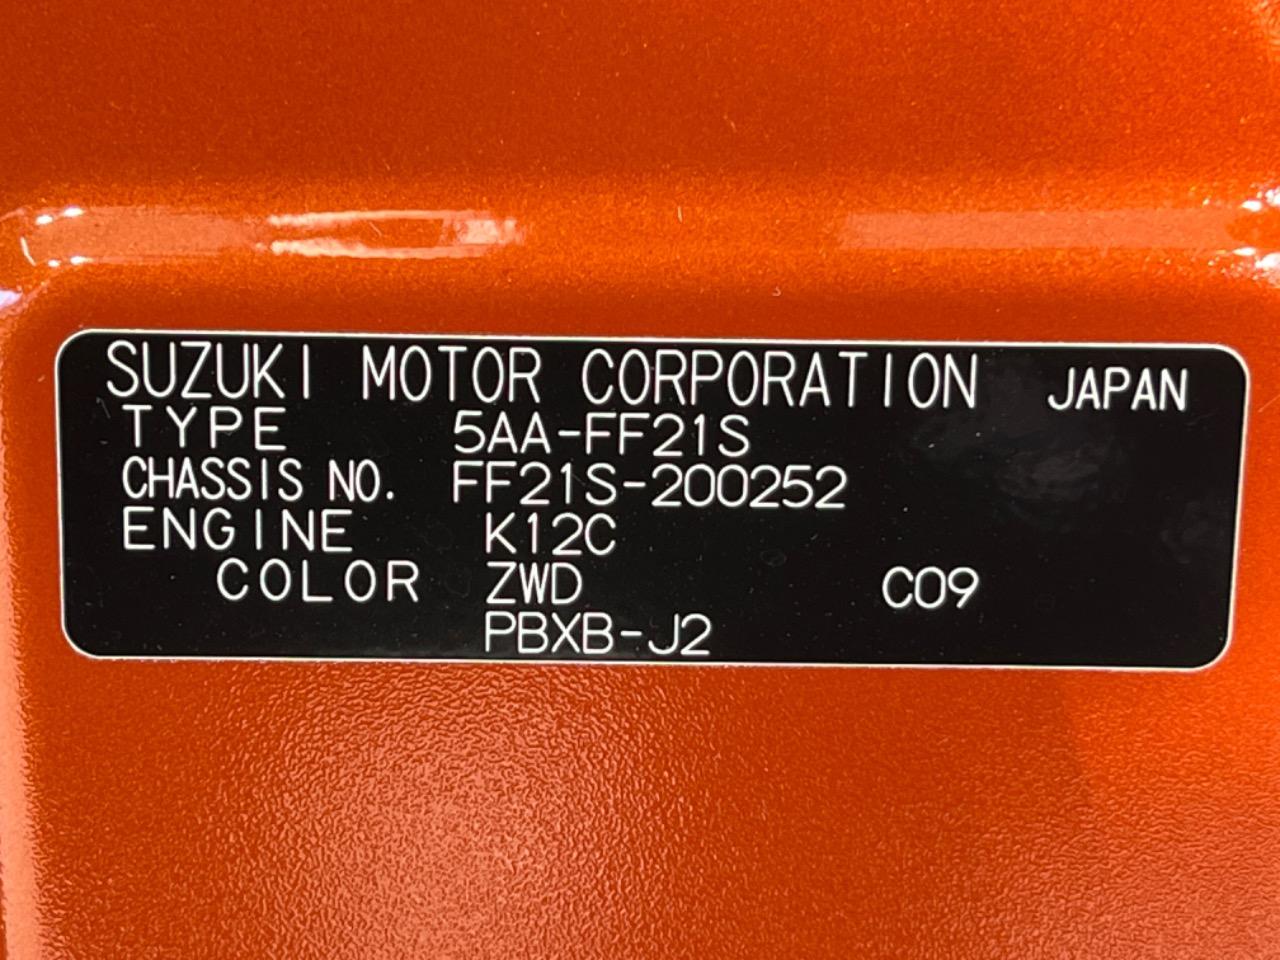 SUZUKI MOTOR CORPORATION JAPAN
TYPE 5AA-FF21S
CHASSIS NO. FF21S-200252
ENGINE K12C
COLOR ZWD C09
PBXB-J2